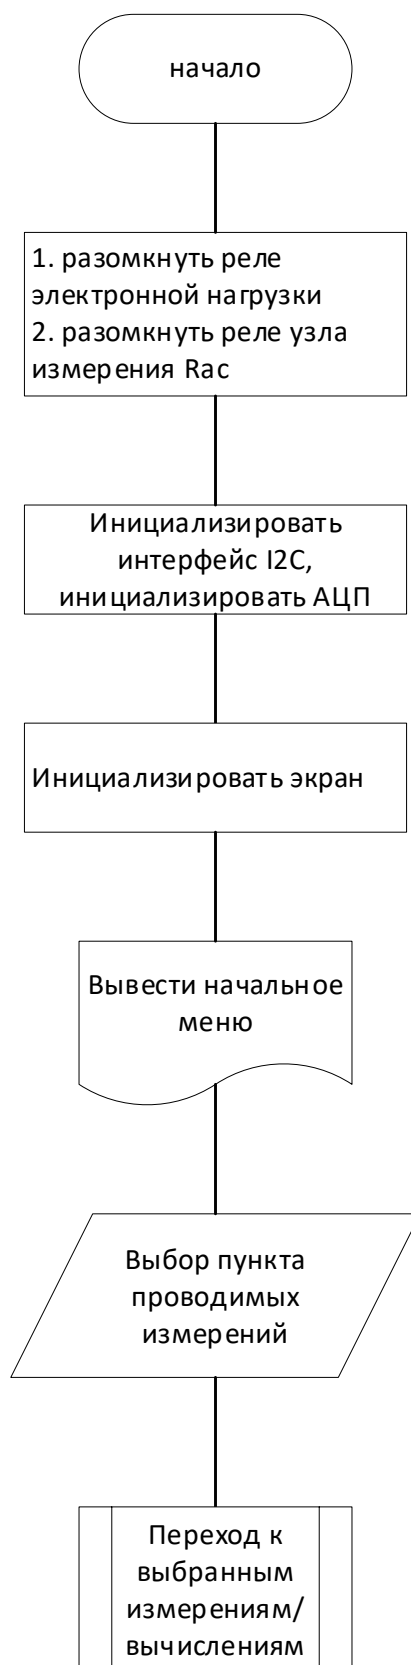 начало
1. разомкнуть реле
электронной нагрузки
2. разомкнуть реле узла
измерения Rac
Инициализировать
интерфейс I2C,
инициализировать АЦП
Инициализировать экран
Вывести начальное
меню
Выбор пункта
проводимых
измерений
Переход к
выбранным
измерениям/
вычислениям